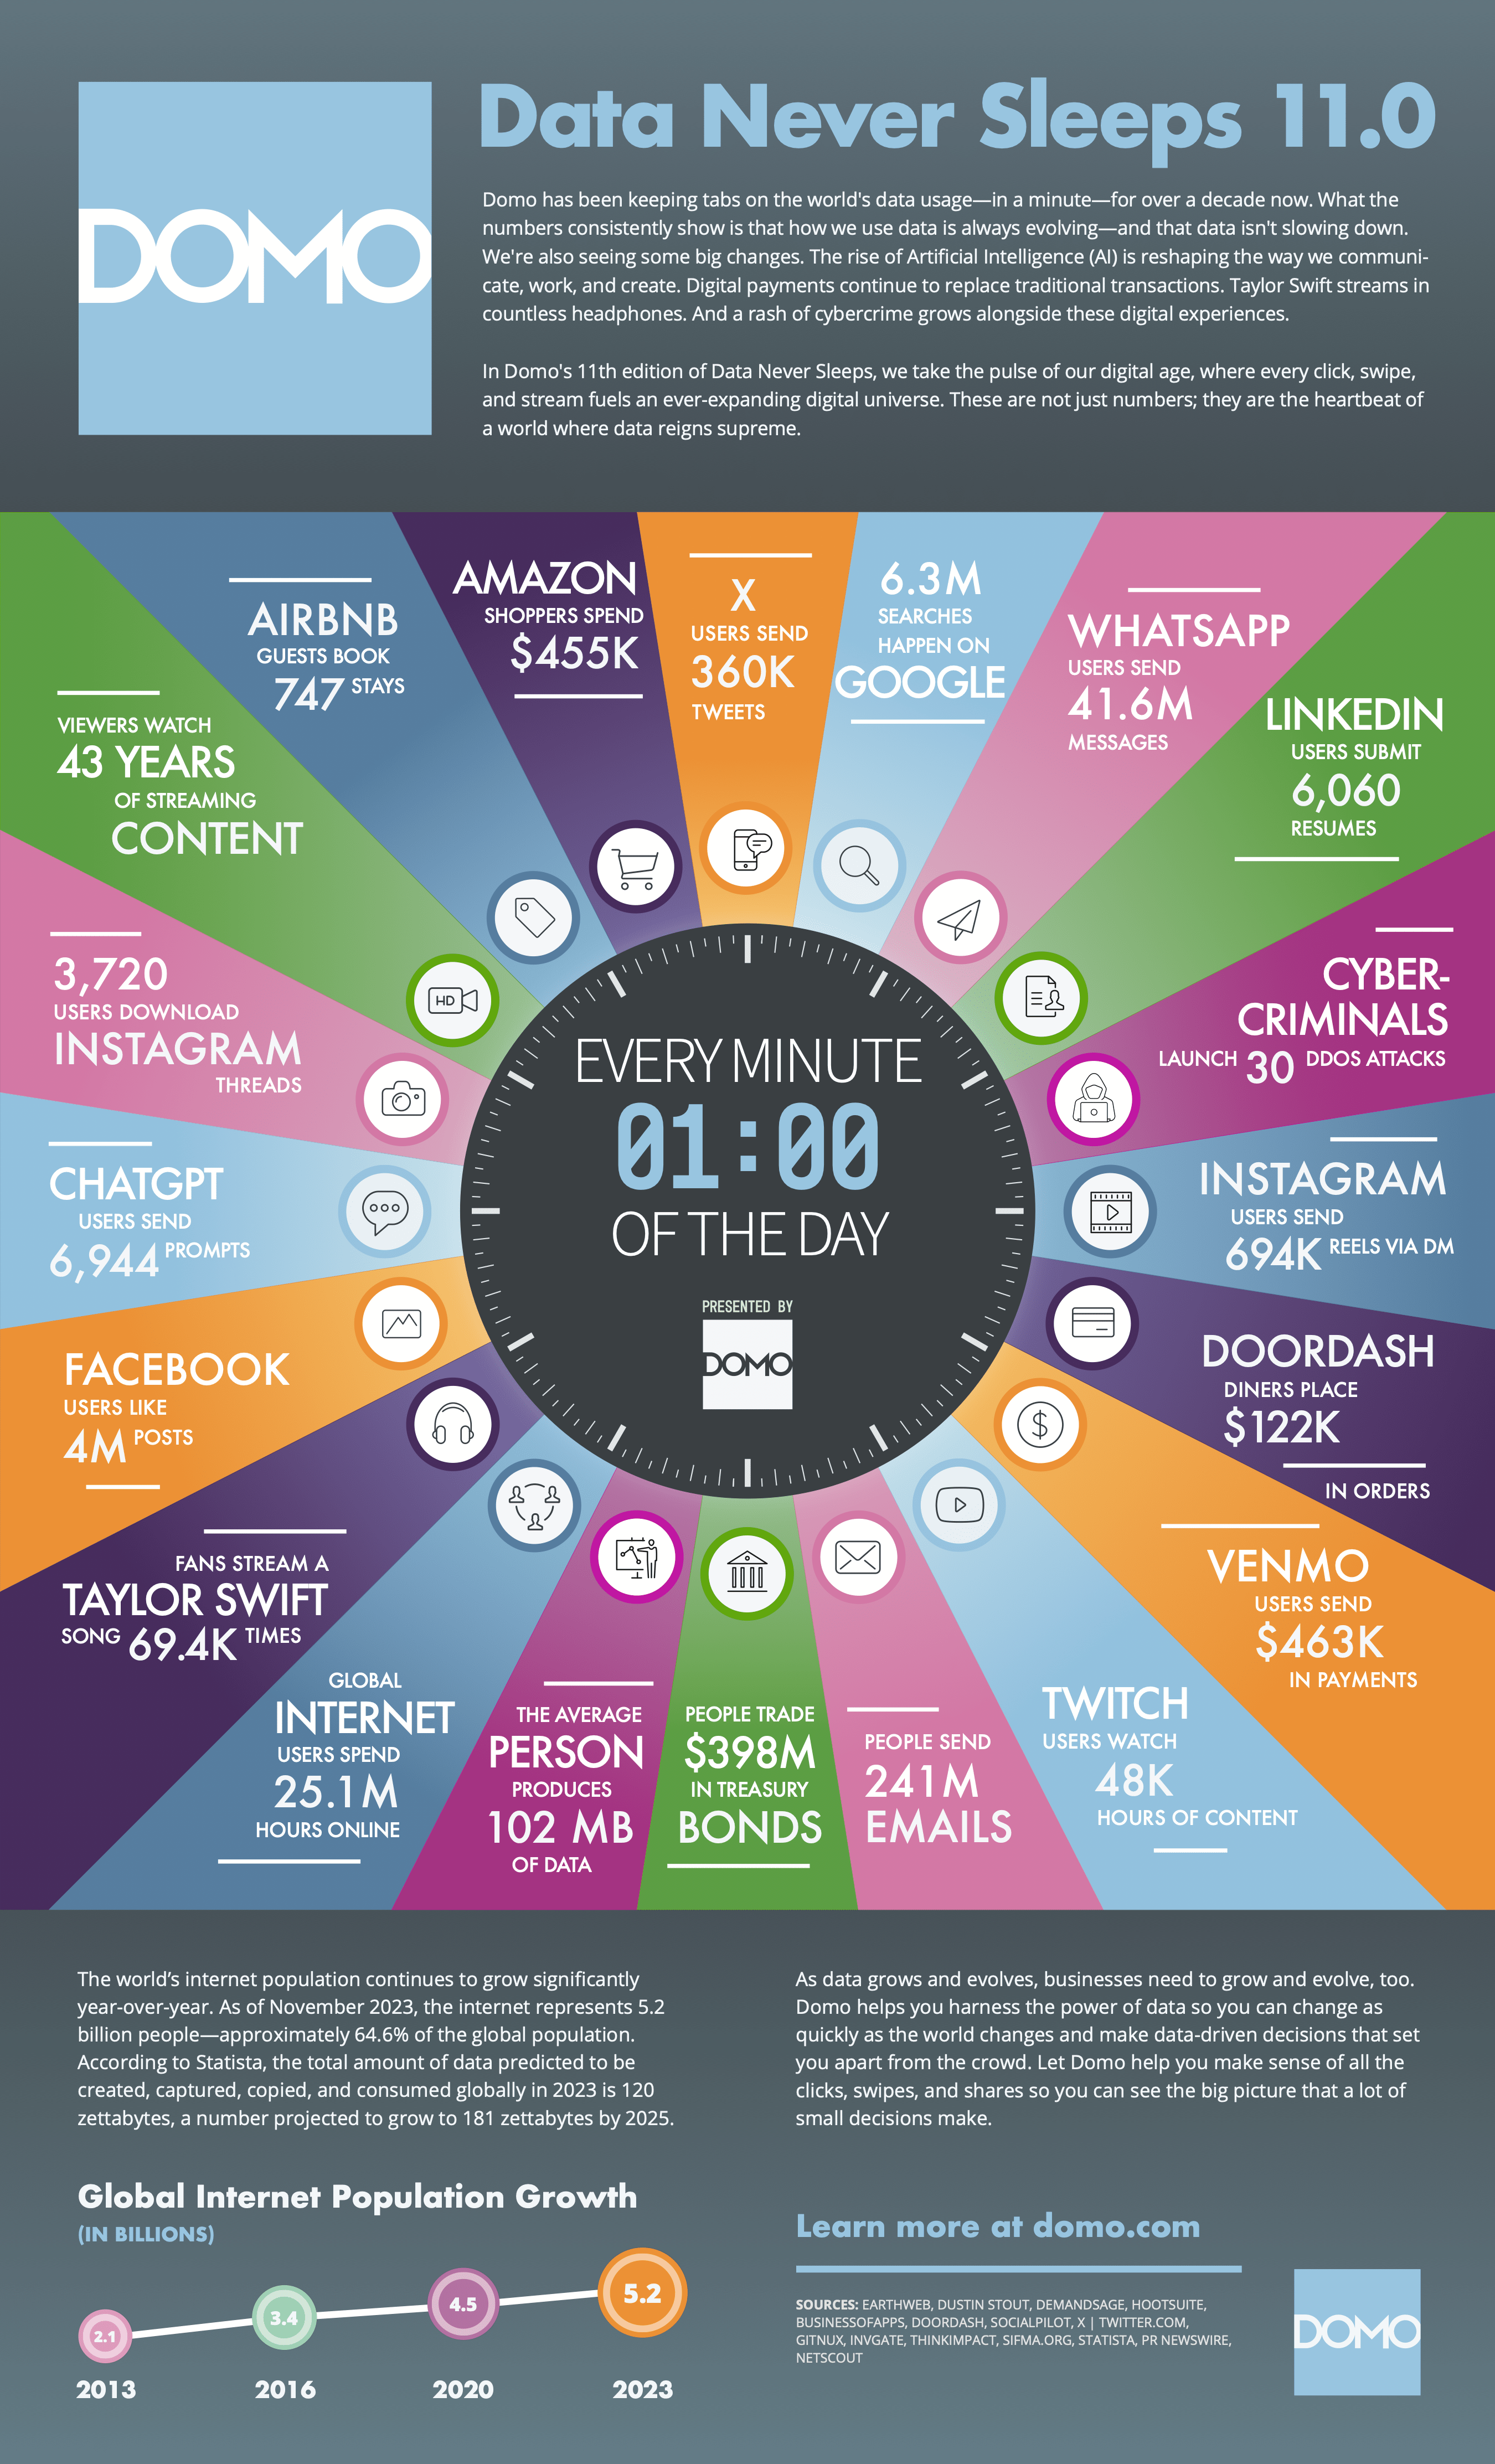 DOMO
Data Never Sleeps 11.0
Domo has been keeping tabs on the world's data usage—in a minute—for over a decade now. What the
numbers consistently show is that how we use data is always evolving—and that data isn't slowing down.
We're also seeing some big changes. The rise of Artificial Intelligence (AI) is reshaping the way we communi-
cate, work, and create. Digital payments continue to replace traditional transactions. Taylor Swift streams in
countless headphones. And a rash of cybercrime grows alongside these digital experiences.
In Domo's 11th edition of Data Never Sleeps, we take the pulse of our digital age, where every click, swipe,
and stream fuels an ever-expanding digital universe. These are not just numbers; they are the heartbeat of
a world where data reigns supreme.
X
USERS SEND
360K
TWEETS
6.3M
SEARCHES
HAPPEN ON
GOOGLE
WHATSAPP
USERS SEND
41.6M
MESSAGES
LINKEDIN
USERS SUBMIT
6,060
RESUMES
CYBER-
CRIMINALS
LAUNCH 30 DDOS ATTACKS
INSTAGRAM
USERS SEND
694K REELS VIA DM
DOORDASH
DINERS PLACE
$122K
IN ORDERS
VENMO
USERS SEND
$463K
IN PAYMENTS
TWITCH
USERS WATCH
48K
HOURS OF CONTENT
PEOPLE SEND
241M
EMAILS
PEOPLE TRADE
$398M
IN TREASURY
BONDS
THE AVERAGE
PERSON
PRODUCES
102 MB
OF DATA
GLOBAL
INTERNET
USERS SPEND
25.1M
HOURS ONLINE
FANS STREAM A
TAYLOR SWIFT
SONG 69.4K TIMES
FACEBOOK
USERS LIKE
4M POSTS
CHATGPT
USERS SEND
6,944 PROMPTS
3,720
USERS DOWNLOAD
INSTAGRAM
THREADS
VIEWERS WATCH
43 YEARS
OF STREAMING
CONTENT
AIRBNB
GUESTS BOOK
747 STAYS
AMAZON
SHOPPERS SPEND
$455K
HD
EVERY MINUTE
01:00
OF THE DAY
PRESENTED BY
DOMO
The world’s internet population continues to grow significantly
year-over-year. As of November 2023, the internet represents 5.2
billion people—approximately 64.6% of the global population.
According to Statista, the total amount of data predicted to be
created, captured, copied, and consumed globally in 2023 is 120
zettabytes, a number projected to grow to 181 zettabytes by 2025.
As data grows and evolves, businesses need to grow and evolve, too.
Domo helps you harness the power of data so you can change as
quickly as the world changes and make data-driven decisions that set
you apart from the crowd. Let Domo help you make sense of all the
clicks, swipes, and shares so you can see the big picture that a lot of
small decisions make.
Global Internet Population Growth
(IN BILLIONS)
2.1 3.4 4.5 5.2
2013 2016 2020 2023
Learn more at domo.com
SOURCES: EARTHWEB, DUSTIN STOUT, DEMANDSAGE, HOOTSUITE,
BUSINESSOFAPPS, DOORDASH, SOCIALPILOT, X | TWITTER.COM,
GITNUX, INVGATE, THINKIMPACT, SIFMA.ORG, STATISTA, PR NEWSWIRE,
NETSCOUT
DOMO